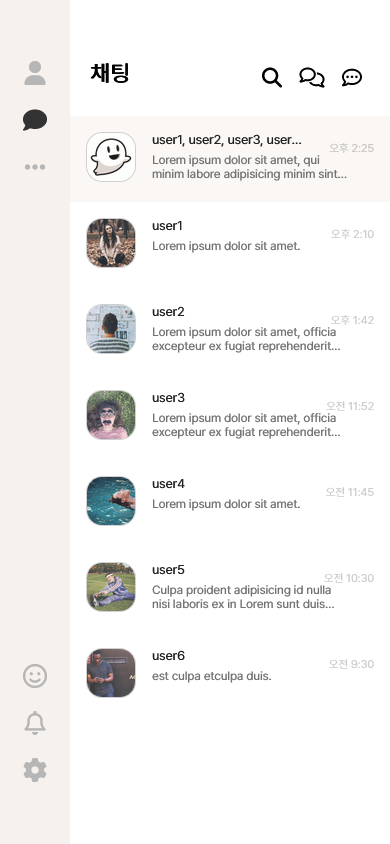 채팅
user1, user2, user3, user...
오후 2:25
Lorem ipsum dolor sit amet, qui
minim labore adipisicing minim sint...
user1
오후 2:10
Lorem ipsum dolor sit amet.
user2
오후 1:42
Lorem ipsum dolor sit amet, officia
excepteur ex fugiat reprehenderit...
user3
오전 11:52
Lorem ipsum dolor sit amet, officia
excepteur ex fugiat reprehenderit...
user4
오전 11:45
Lorem ipsum dolor sit amet.
user5
오전 10:30
Culpa proident adipisicing id nulla
nisi laboris ex in Lorem sunt duis...
user6
오전 9:30
est culpa etculpa duis.